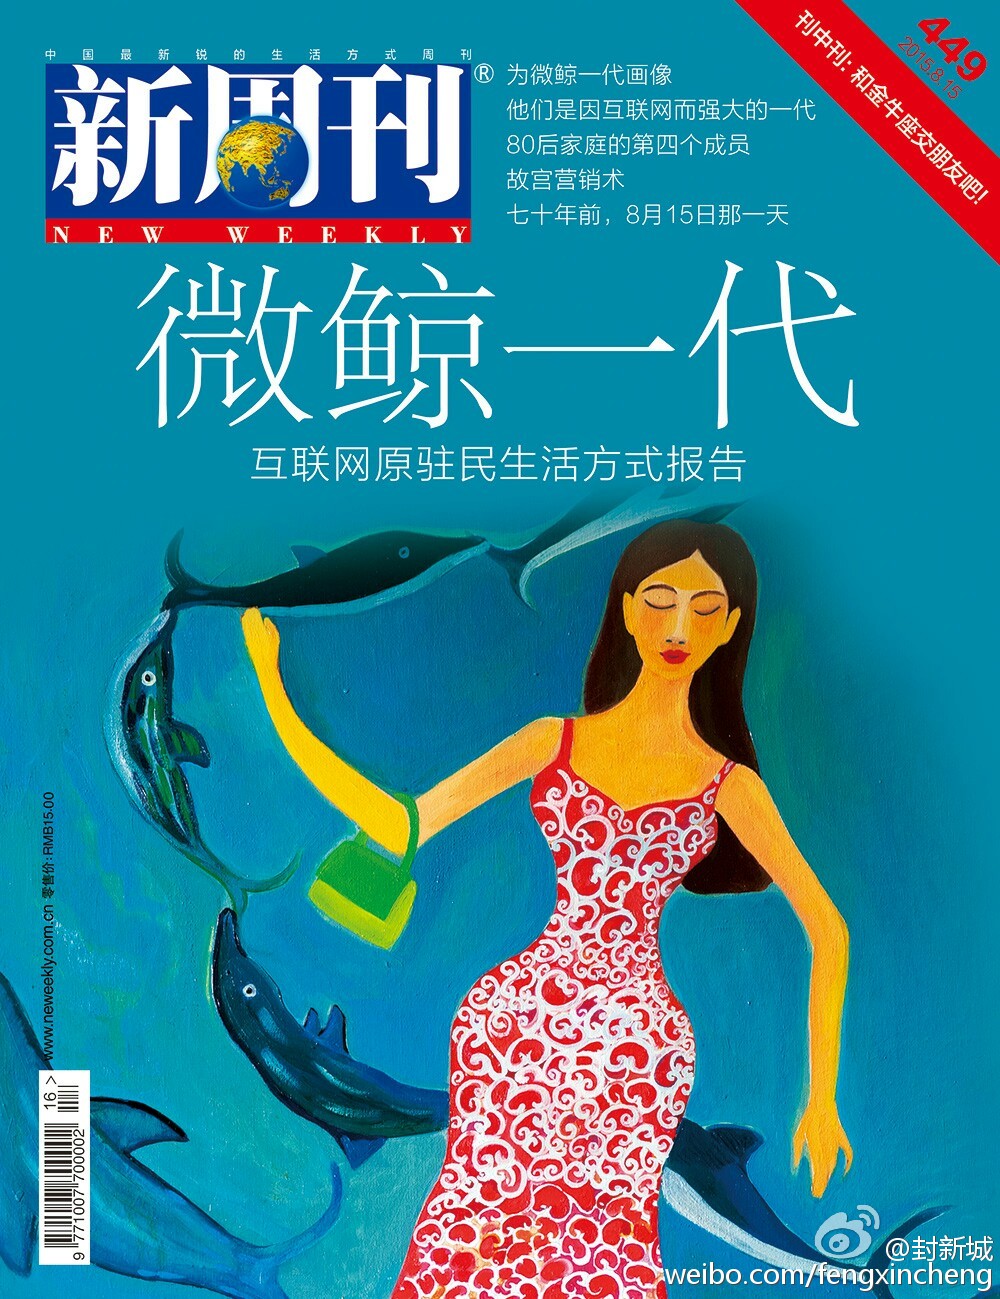 中国最新锐的生活方式周刊
新周刊®
NEW WEEKLY
为微鲸一代画像
他们是因互联网而强大的一代
80后家庭的第四个成员
故宫营销术
七十年前，8月15日那一天
449
2015.8.15
刊中刊：和金牛座交朋友吧！
微鲸一代
互联网原驻民生活方式报告
www.neweekly.com.cn 零售价：RMB15.00
16>
9 771007 700002
@封新城
weibo.com/fengxincheng